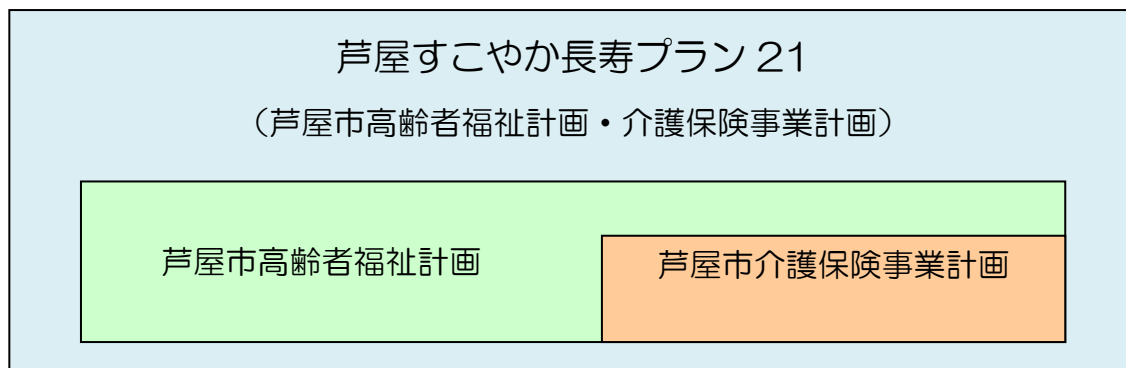 芦屋すこやか長寿プラン 21
（芦屋市高齢者福祉計画・介護保険事業計画）
芦屋市高齢者福祉計画
芦屋市介護保険事業計画